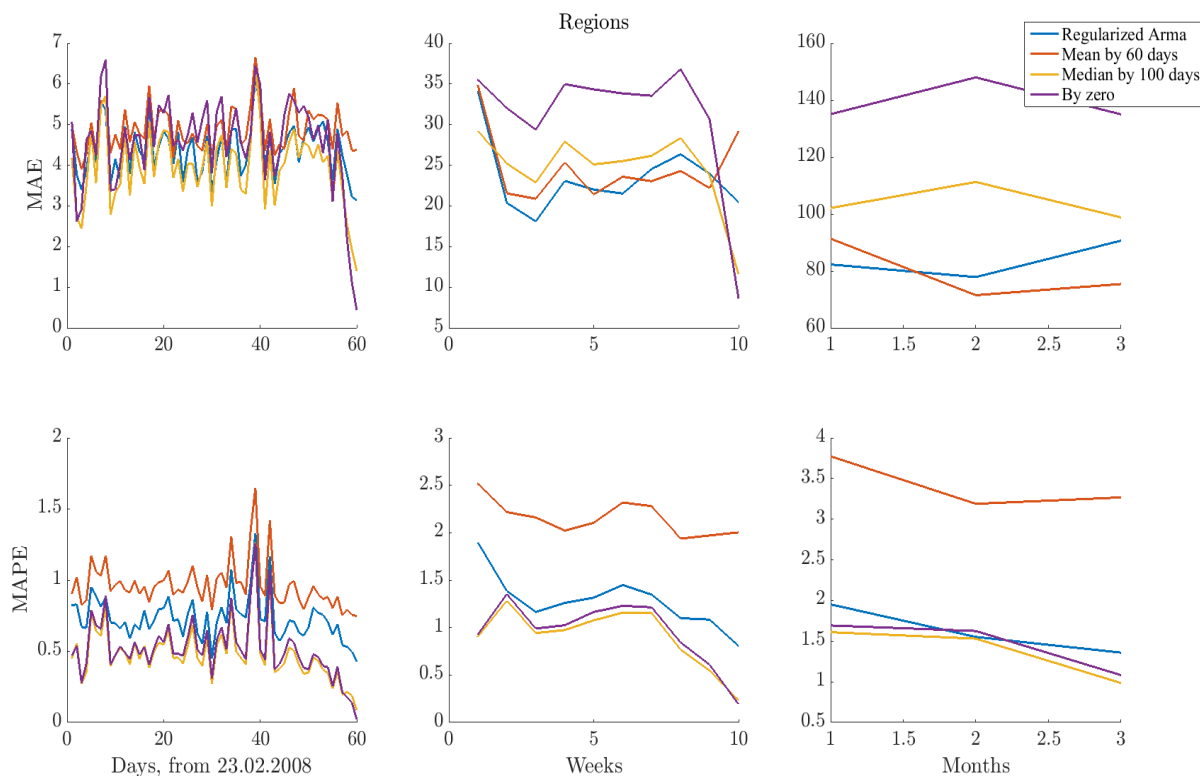 Regions
Regularized Arma
Mean by 60 days
Median by 100 days
By zero
MAE
7
6
5
4
3
2
1
0
0 20 40 60
40
35
30
25
20
15
10
5
0 5 10
160
140
120
100
80
60
1 1.5 2 2.5 3
MAPE
2
1.5
1
0.5
0
0 20 40 60
Days, from 23.02.2008
3
2.5
2
1.5
1
0.5
0
0 5 10
Weeks
4
3.5
3
2.5
2
1.5
1
0.5
1 1.5 2 2.5 3
Months